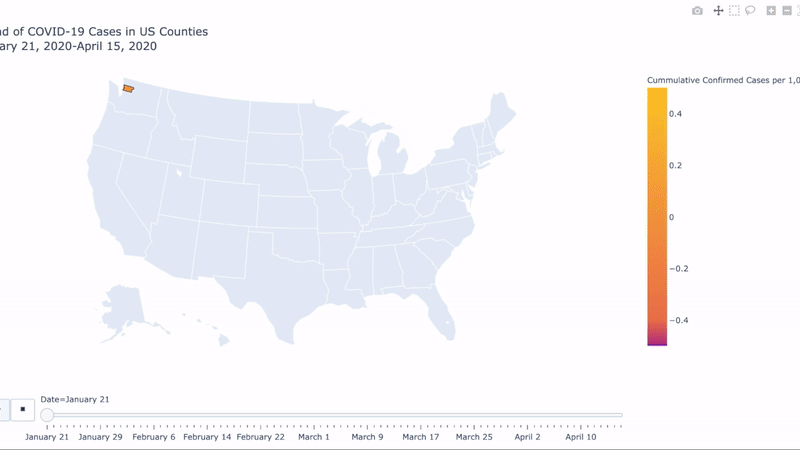 d of COVID-19 Cases in US Counties
ary 21, 2020-April 15, 2020
Cummulative Confirmed Cases per 1,0
0.4
0.2
0
−0.2
−0.4
Date=January 21
January 21 January 29 February 6 February 14 February 22 March 1 March 9 March 17 March 25 April 2 April 10